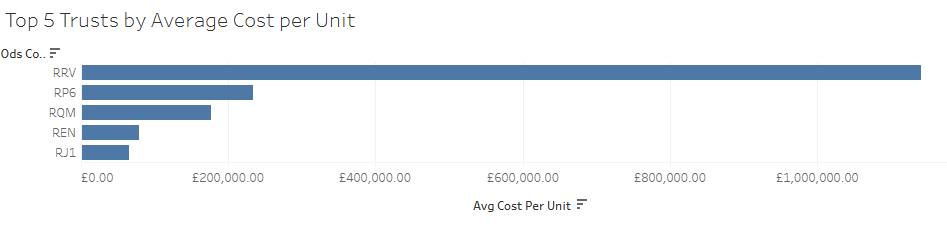 Top 5 Trusts by Average Cost per Unit
Ods Co..
RRV
RP6
RQM
REN
RJ1
£0.00 £200,000.00 £400,000.00 £600,000.00 £800,000.00 £1,000,000.00
Avg Cost Per Unit